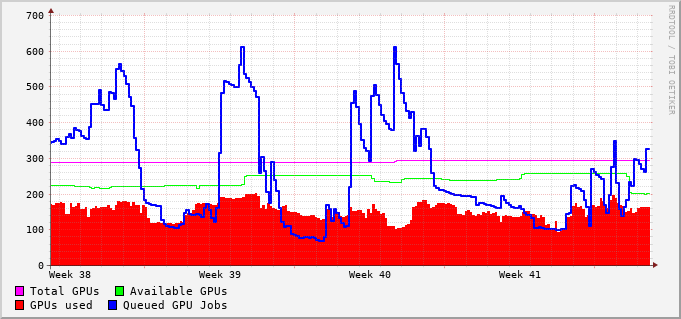 700
600
500
400
300
200
100
0
Week 38 Week 39 Week 40 Week 41
Total GPUs Available GPUs
GPUs used Queued GPU Jobs
RRDTOOL / TOBI OETIKER